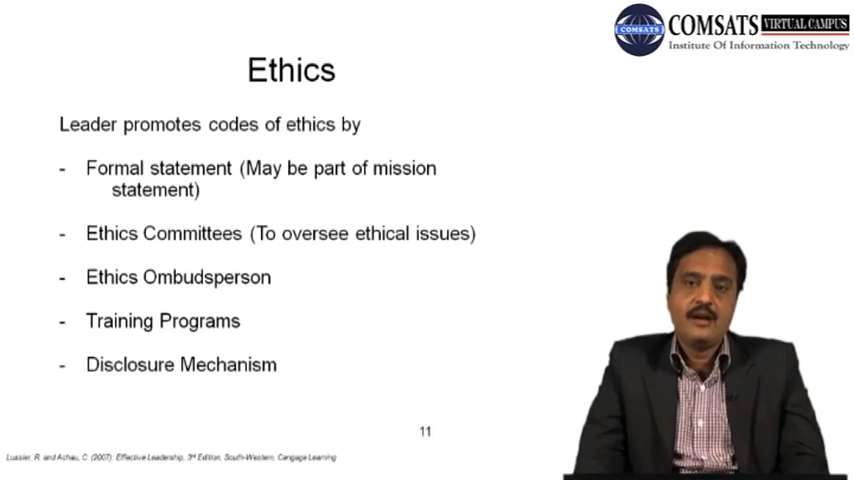 COMSATS VIRTUAL CAMPUS
COMSATS
Institute Of Information Technology
Ethics
Leader promotes codes of ethics by
- Formal statement (May be part of mission
statement)
- Ethics Committees (To oversee ethical issues)
- Ethics Ombudsperson
- Training Programs
- Disclosure Mechanism
11
Lussier, R. and Ashau, C. (2007): Effective Leadership, 3rd Edition, South-Western, Cengage Learning